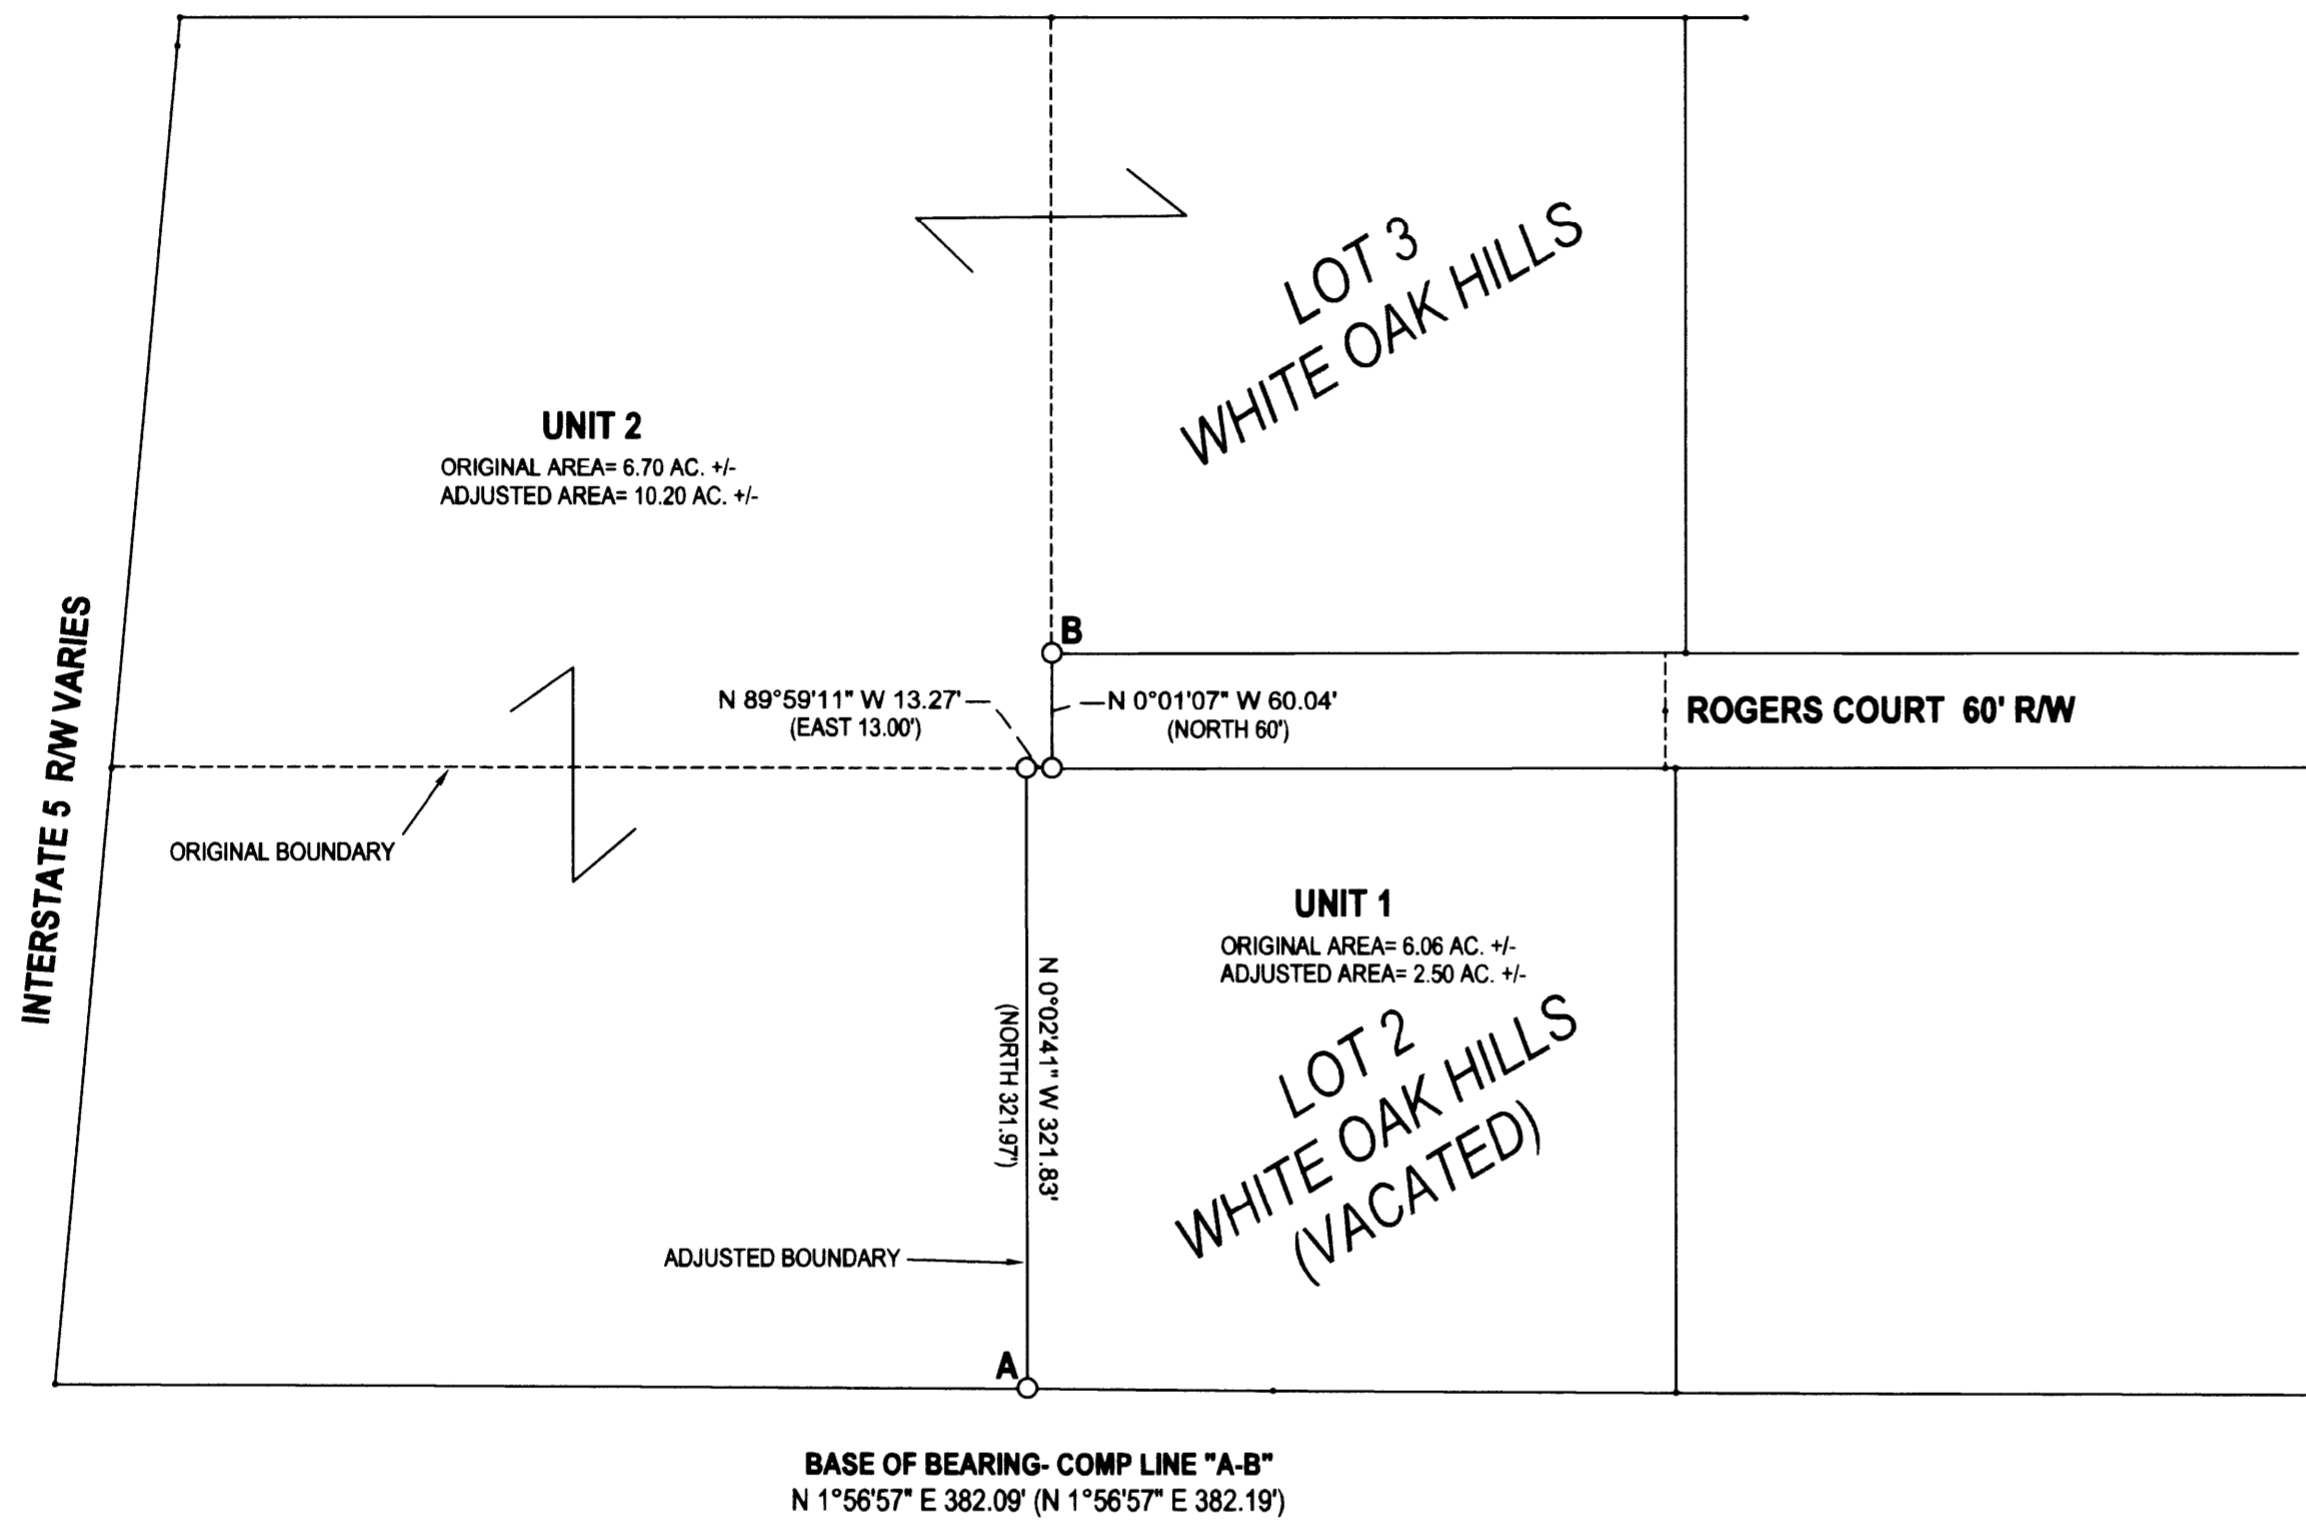 LOT 3
WHITE OAK HILLS
UNIT 2
ORIGINAL AREA= 6.70 AC. +/-
ADJUSTED AREA= 10.20 AC. +/-
INTERSTATE 5 R/W VARIES
B
N 89°59'11" W 13.27'
(EAST 13.00')
N 0°01'07" W 60.04'
(NORTH 60')
ROGERS COURT 60' R/W
ORIGINAL BOUNDARY
UNIT 1
ORIGINAL AREA= 6.06 AC. +/-
ADJUSTED AREA= 2.50 AC. +/-
N 0°02'41" W 321.83'
(NORTH 321.97')
LOT 2
WHITE OAK HILLS
(VACATED)
ADJUSTED BOUNDARY
A
BASE OF BEARING- COMP LINE "A-B"
N 1°56'57" E 382.09' (N 1°56'57" E 382.19')